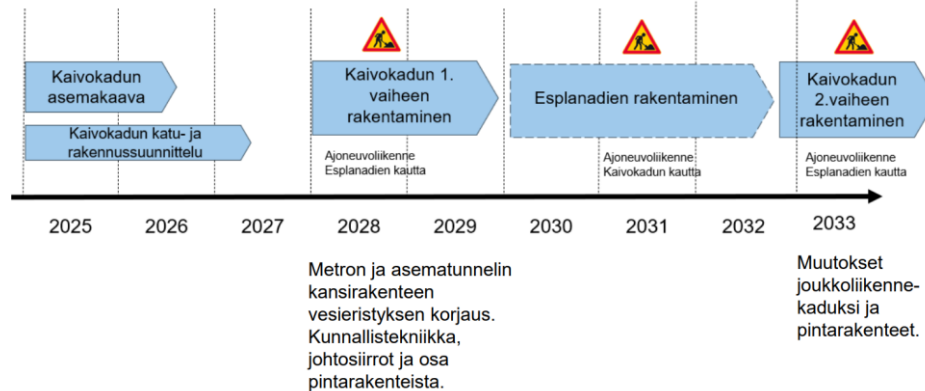 Kaivokadun
asemakaava
Kaivokadun katu- ja
rakennussuunnittelu
Kaivokadun 1.
vaiheen
rakentaminen
Ajoneuvoliikenne
Esplanadien kautta
Esplanadien rakentaminen
Ajoneuvoliikenne
Kaivokadun kautta
Kaivokadun
2.vaiheen
rakentaminen
Ajoneuvoliikenne
Esplanadien kautta
2025
2026
2027
2028
2029
2030
2031
2032
2033
Metron ja asematunnelin
kansirakenteen
vesieristyksen korjaus.
Kunnallistekniikka,
johtosiirrot ja osa
pintarakenteista.
Muutokset
joukkoliikenne-
kaduksi ja
pintarakenteet.